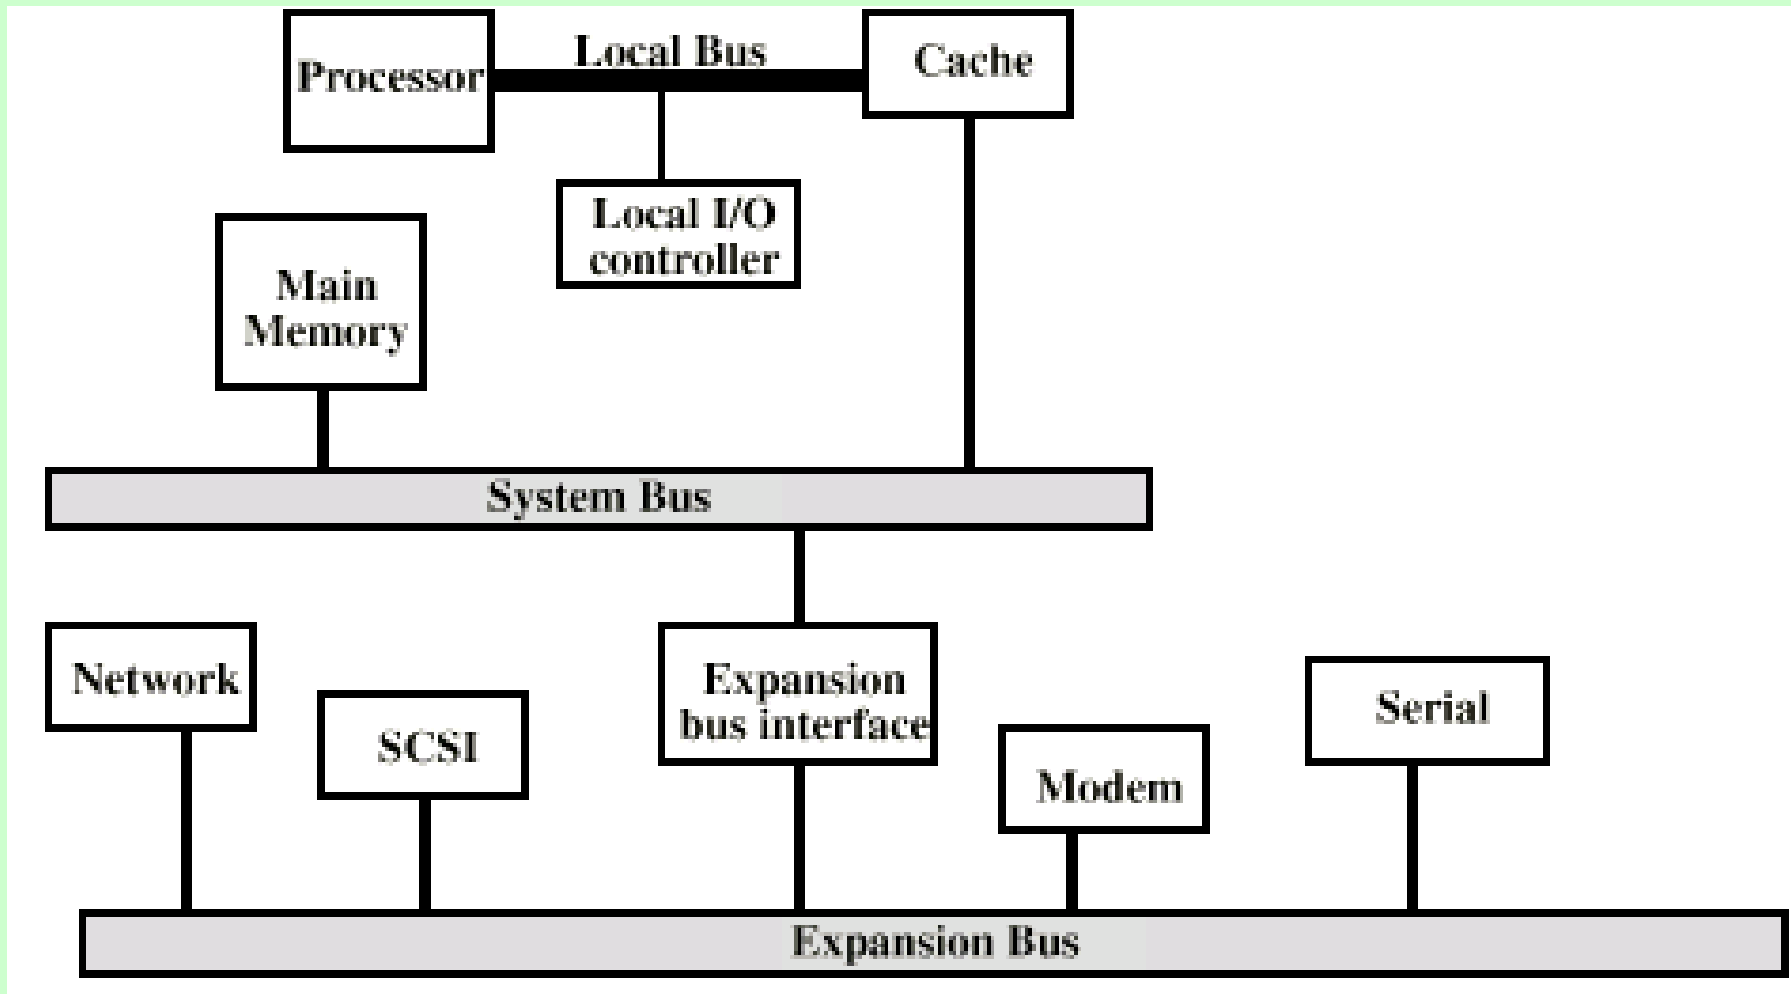 Local Bus
Processor
Cache
Local I/O
controller
Main
Memory
System Bus
Network
SCSI
Expansion
bus interface
Modem
Serial
Expansion Bus